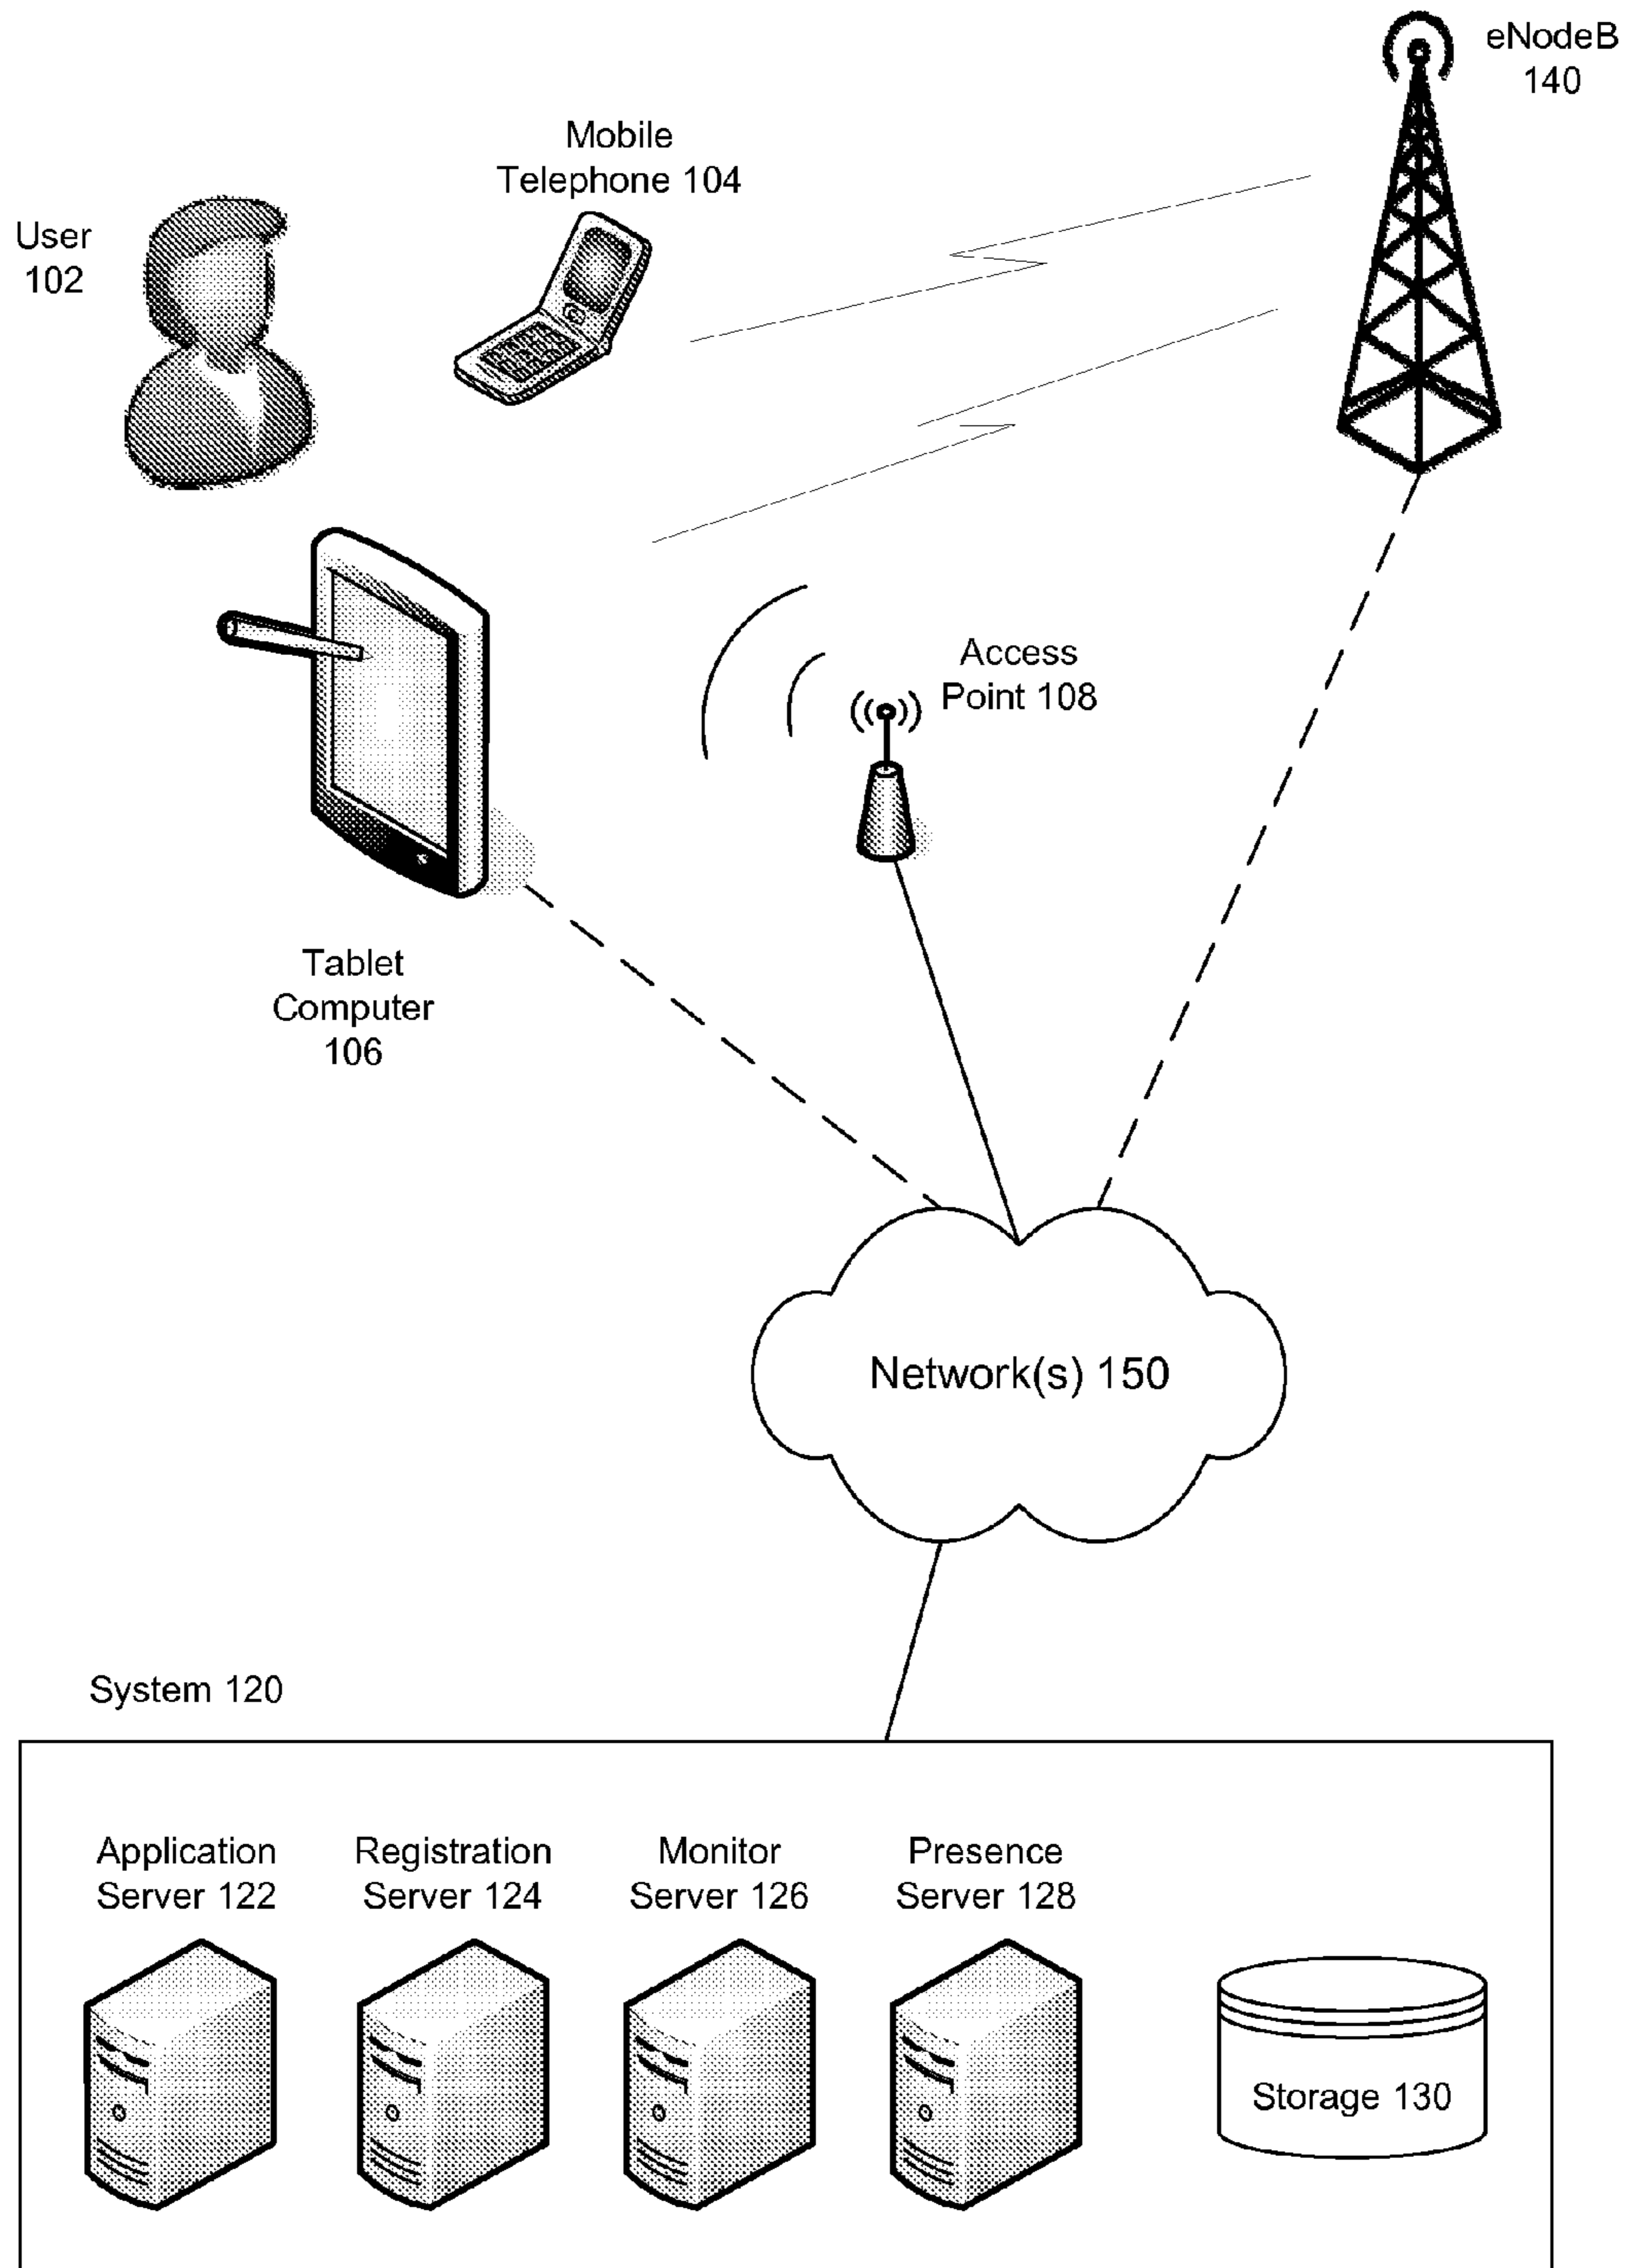 eNodeB
140
Mobile
Telephone 104
User
102
Access
Point 108
Tablet
Computer
106
Network(s) 150
System 120
Application
Server 122
Registration
Server 124
Monitor
Server 126
Presence
Server 128
Storage 130